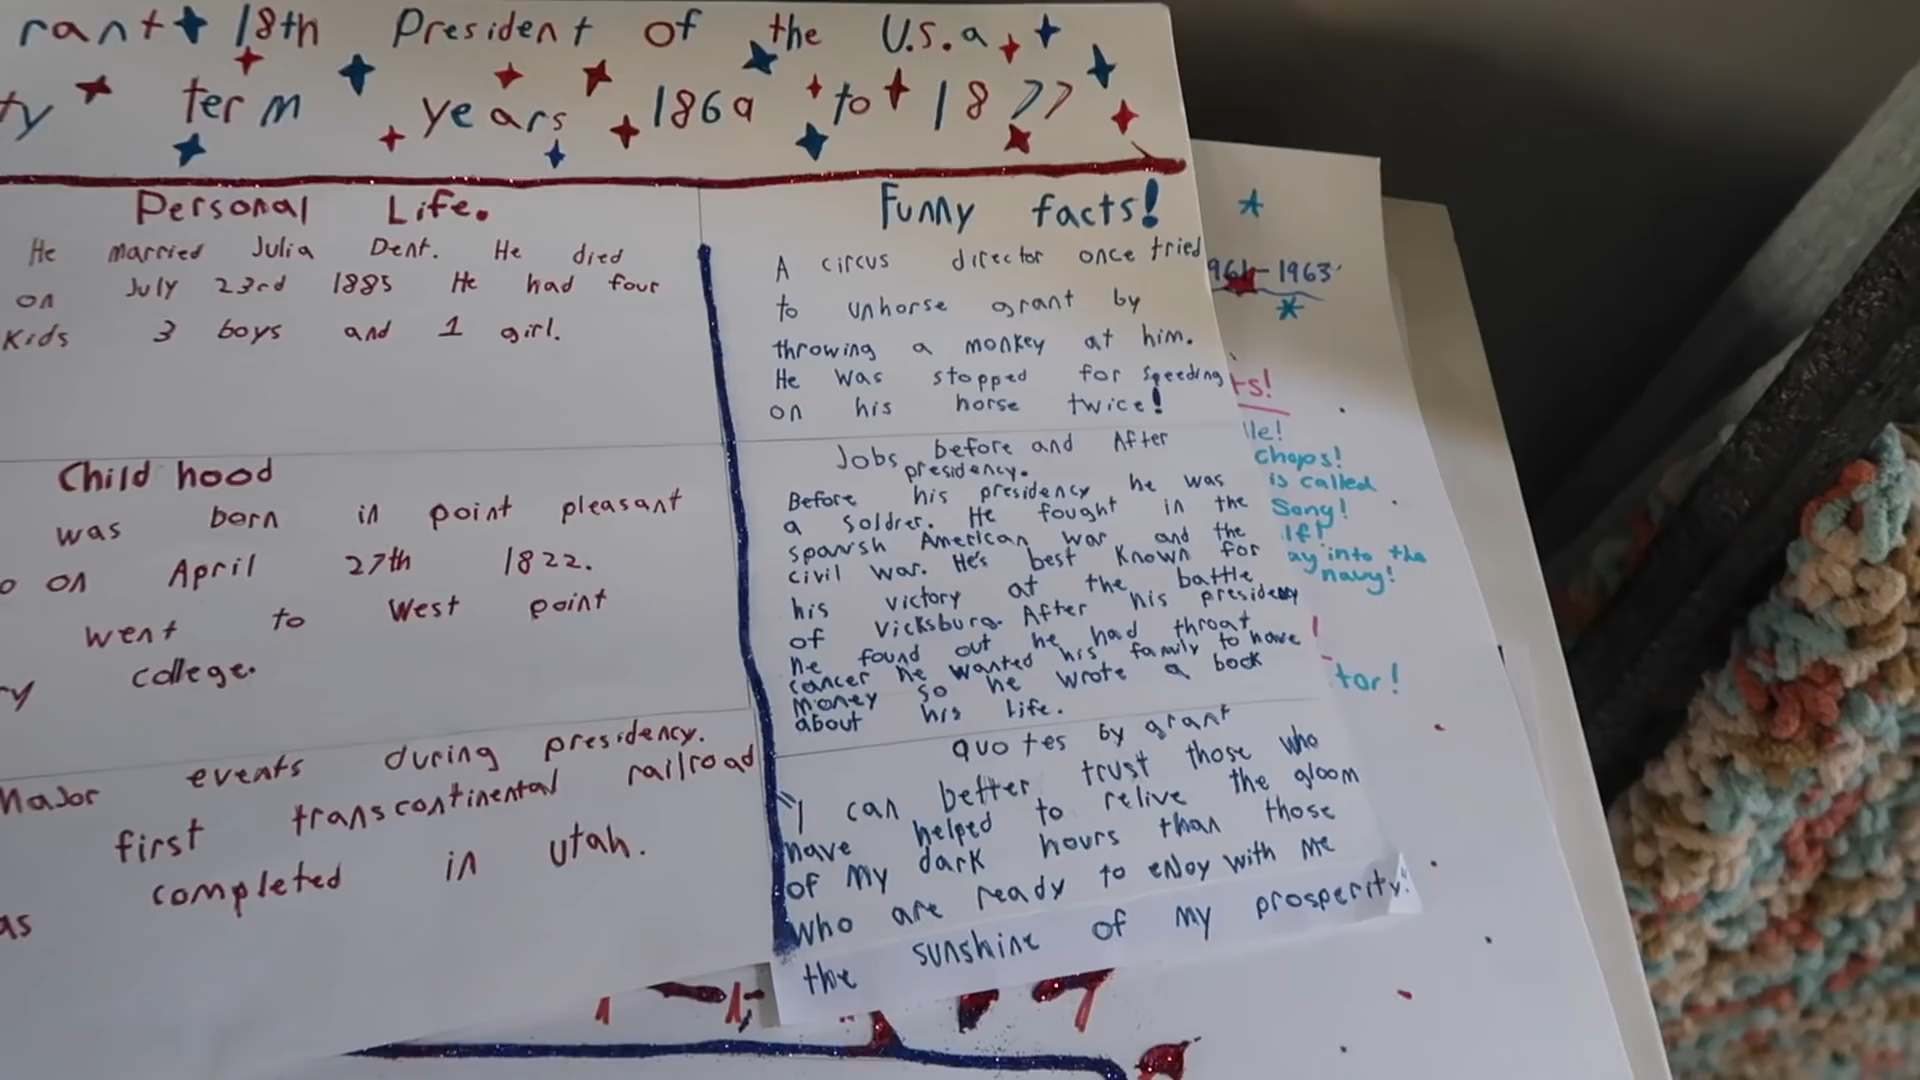 rant 18th President of the U.S.a
ty term years 1869 to 1877
Personal Life.
He married Julia Dent. He died
on July 23rd 1885 He had four
Kids 3 boys and 1 girl.
Child hood
was born in point pleasant
o on April 27th 1822.
went to West point
ry college.
Major events during presidency.
first transcontinental railroad
as completed in utah.
Funny facts!
A circus director once tried
to unhorse grant by
throwing a monkey at him.
He was stopped for speeding
on his horse twice!
Jobs before and After
presidency.
Before his presidency he was
a soldier. He fought in the
spanish American war and the
civil war. He's best known for
his victory at the battle
of Vicksburg. After his presidency
he found out he had throat
cancer he wanted his family to have
money so he wrote a book
about his life.
quotes by grant
"I can better trust those who
have helped to relive the gloom
of my dark hours than those
who are ready to enjoy with me
the sunshine of my prosperity."
961-1963
ts!
lle!
Chops!
is called
Song!
lf!
ay into the
navy!
!
tor!